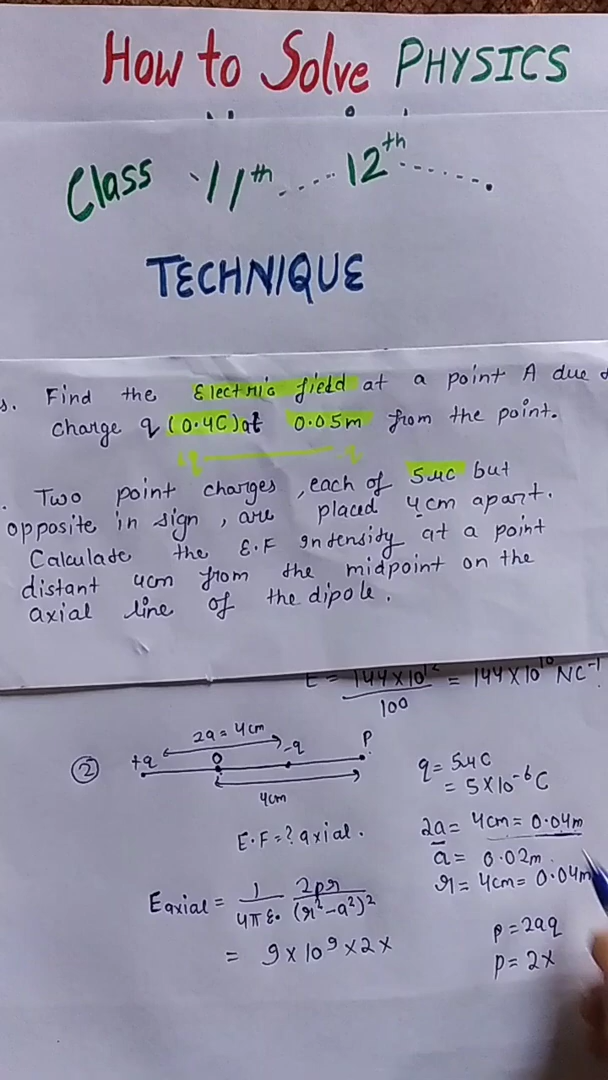 How to Solve PHYSICS
Class 11th ..... 12th .......
TECHNIQUE
s. Find the Electric field at a point A due
charge q (0.4C) at 0.05m from the point.
Two point charges, each of 5μC but
opposite in sign, are placed 4cm apart.
Calculate the E.F intensity at a point
distant 4cm from the midpoint on the
axial line of the dipole.
E = 144×10¹² / 100 = 144×10¹⁰ NC⁻¹
② 2a = 4cm
+q O -q P
4cm
q = 5μC
= 5×10⁻⁶C
E.F = ? axial.
2a = 4cm = 0.04m
a = 0.02m.
r = 4cm = 0.04m
E axial = 1/4πε₀ 2pr/(r²-a²)²
= 9×10⁹×2×
p = 2aq
p = 2×